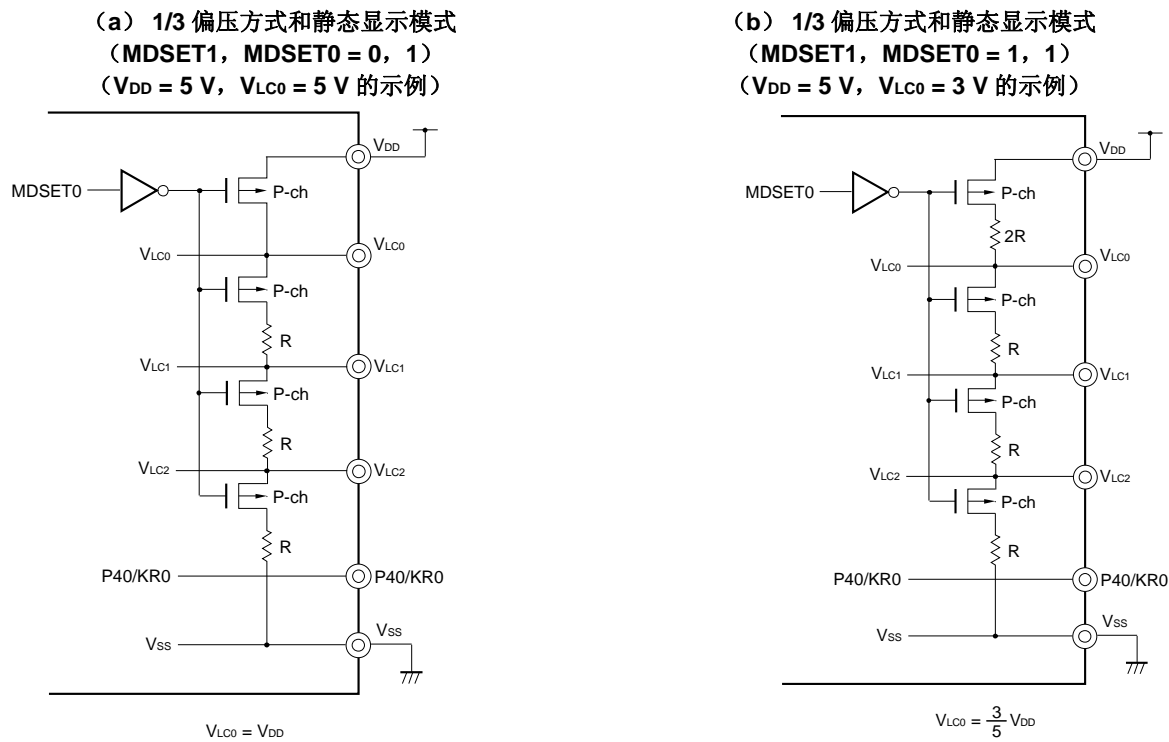 （a） 1/3 偏压方式和静态显示模式
（MDSET1，MDSET0 = 0，1）
（VDD = 5 V，VLC0 = 5 V 的示例）
VDD
MDSET0
P-ch
VLC0
VLC0
P-ch
R
VLC1
VLC1
P-ch
R
VLC2
VLC2
P-ch
R
P40/KR0
P40/KR0
VSS
VSS
VLC0 = VDD
（b） 1/3 偏压方式和静态显示模式
（MDSET1，MDSET0 = 1，1）
（VDD = 5 V，VLC0 = 3 V 的示例）
VDD
MDSET0
P-ch
2R
VLC0
VLC0
P-ch
R
VLC1
VLC1
P-ch
R
VLC2
VLC2
P-ch
R
P40/KR0
P40/KR0
VSS
VSS
VLC0 = 3/5 VDD